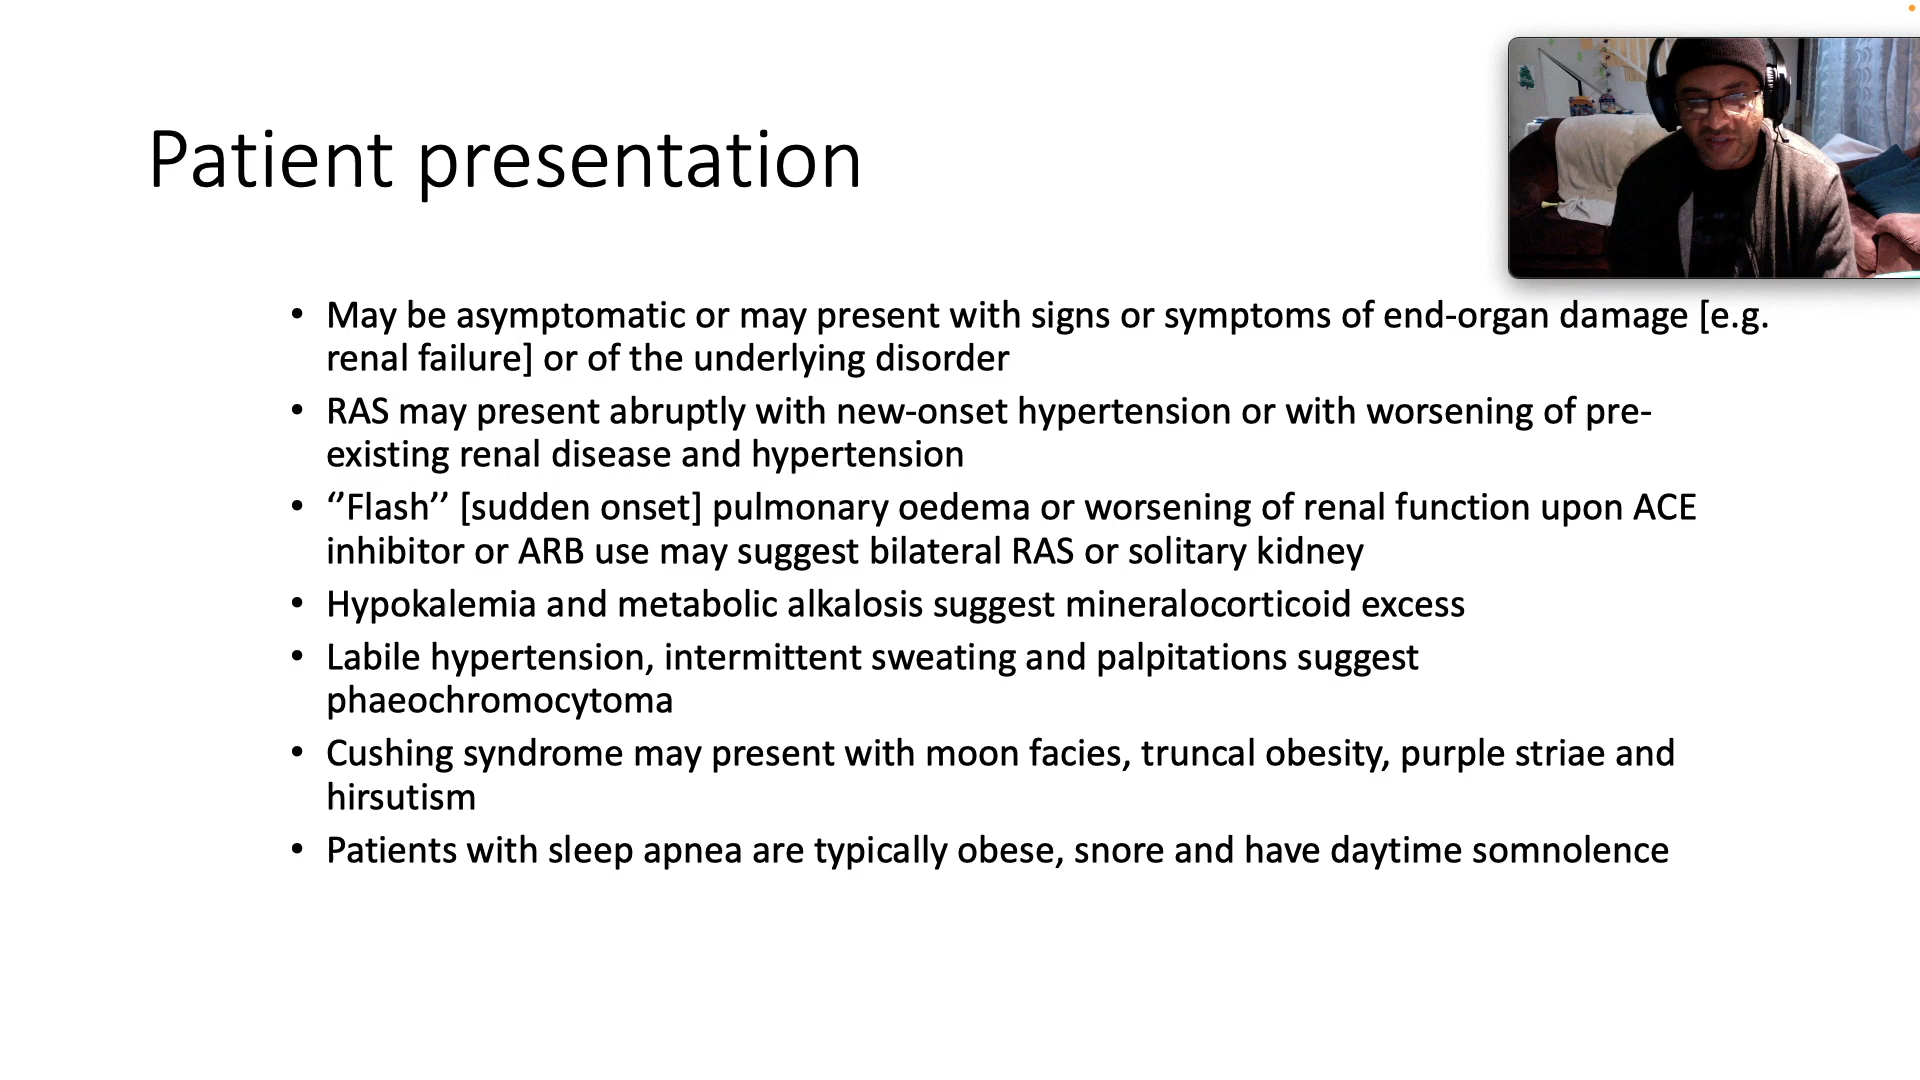 Patient presentation
• May be asymptomatic or may present with signs or symptoms of end-organ damage [e.g.
renal failure] or of the underlying disorder
• RAS may present abruptly with new-onset hypertension or with worsening of pre-
existing renal disease and hypertension
• ‘’Flash’’ [sudden onset] pulmonary oedema or worsening of renal function upon ACE
inhibitor or ARB use may suggest bilateral RAS or solitary kidney
• Hypokalemia and metabolic alkalosis suggest mineralocorticoid excess
• Labile hypertension, intermittent sweating and palpitations suggest
phaeochromocytoma
• Cushing syndrome may present with moon facies, truncal obesity, purple striae and
hirsutism
• Patients with sleep apnea are typically obese, snore and have daytime somnolence